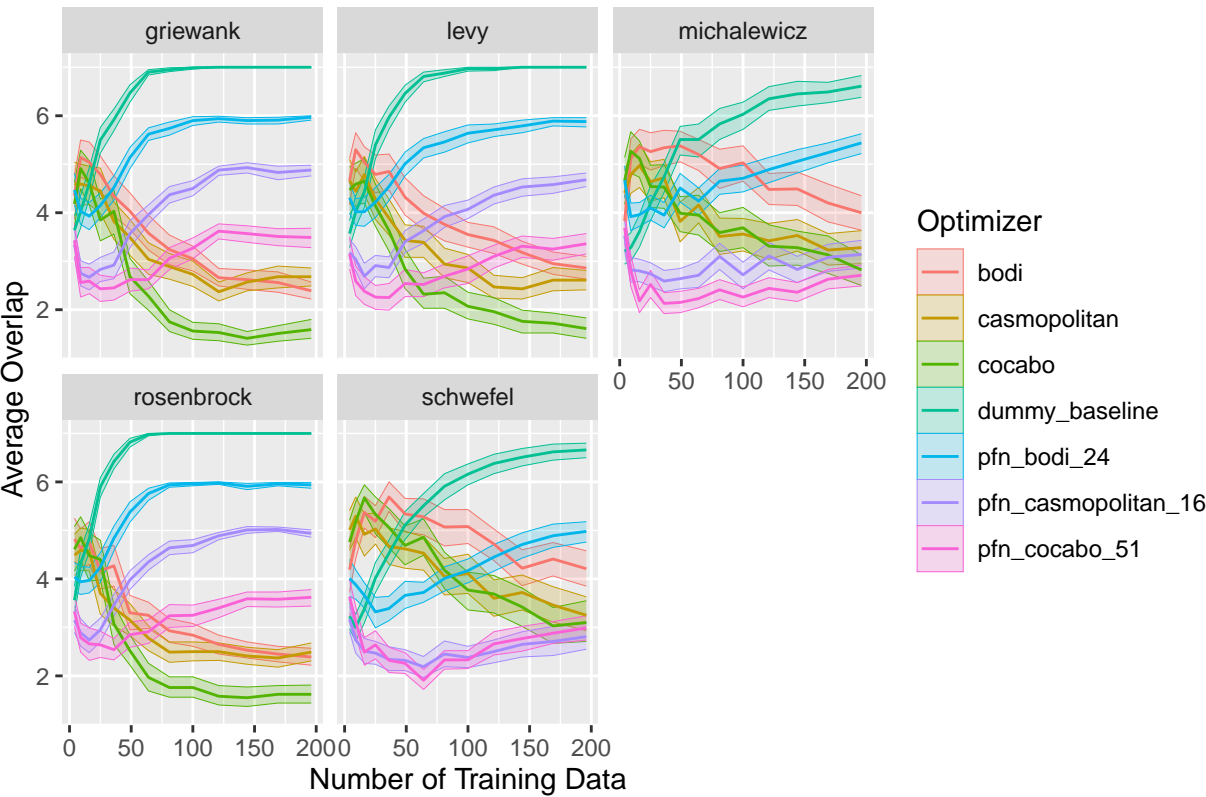 griewank levy michalewicz
6
4
2
0 50 100 150 200
rosenbrock schwefel
6
4
2
0 50 100 150 200 0 50 100 150 200
Average Overlap
Number of Training Data
Optimizer
bodi
casmopolitan
cocabo
dummy_baseline
pfn_bodi_24
pfn_casmopolitan_16
pfn_cocabo_51